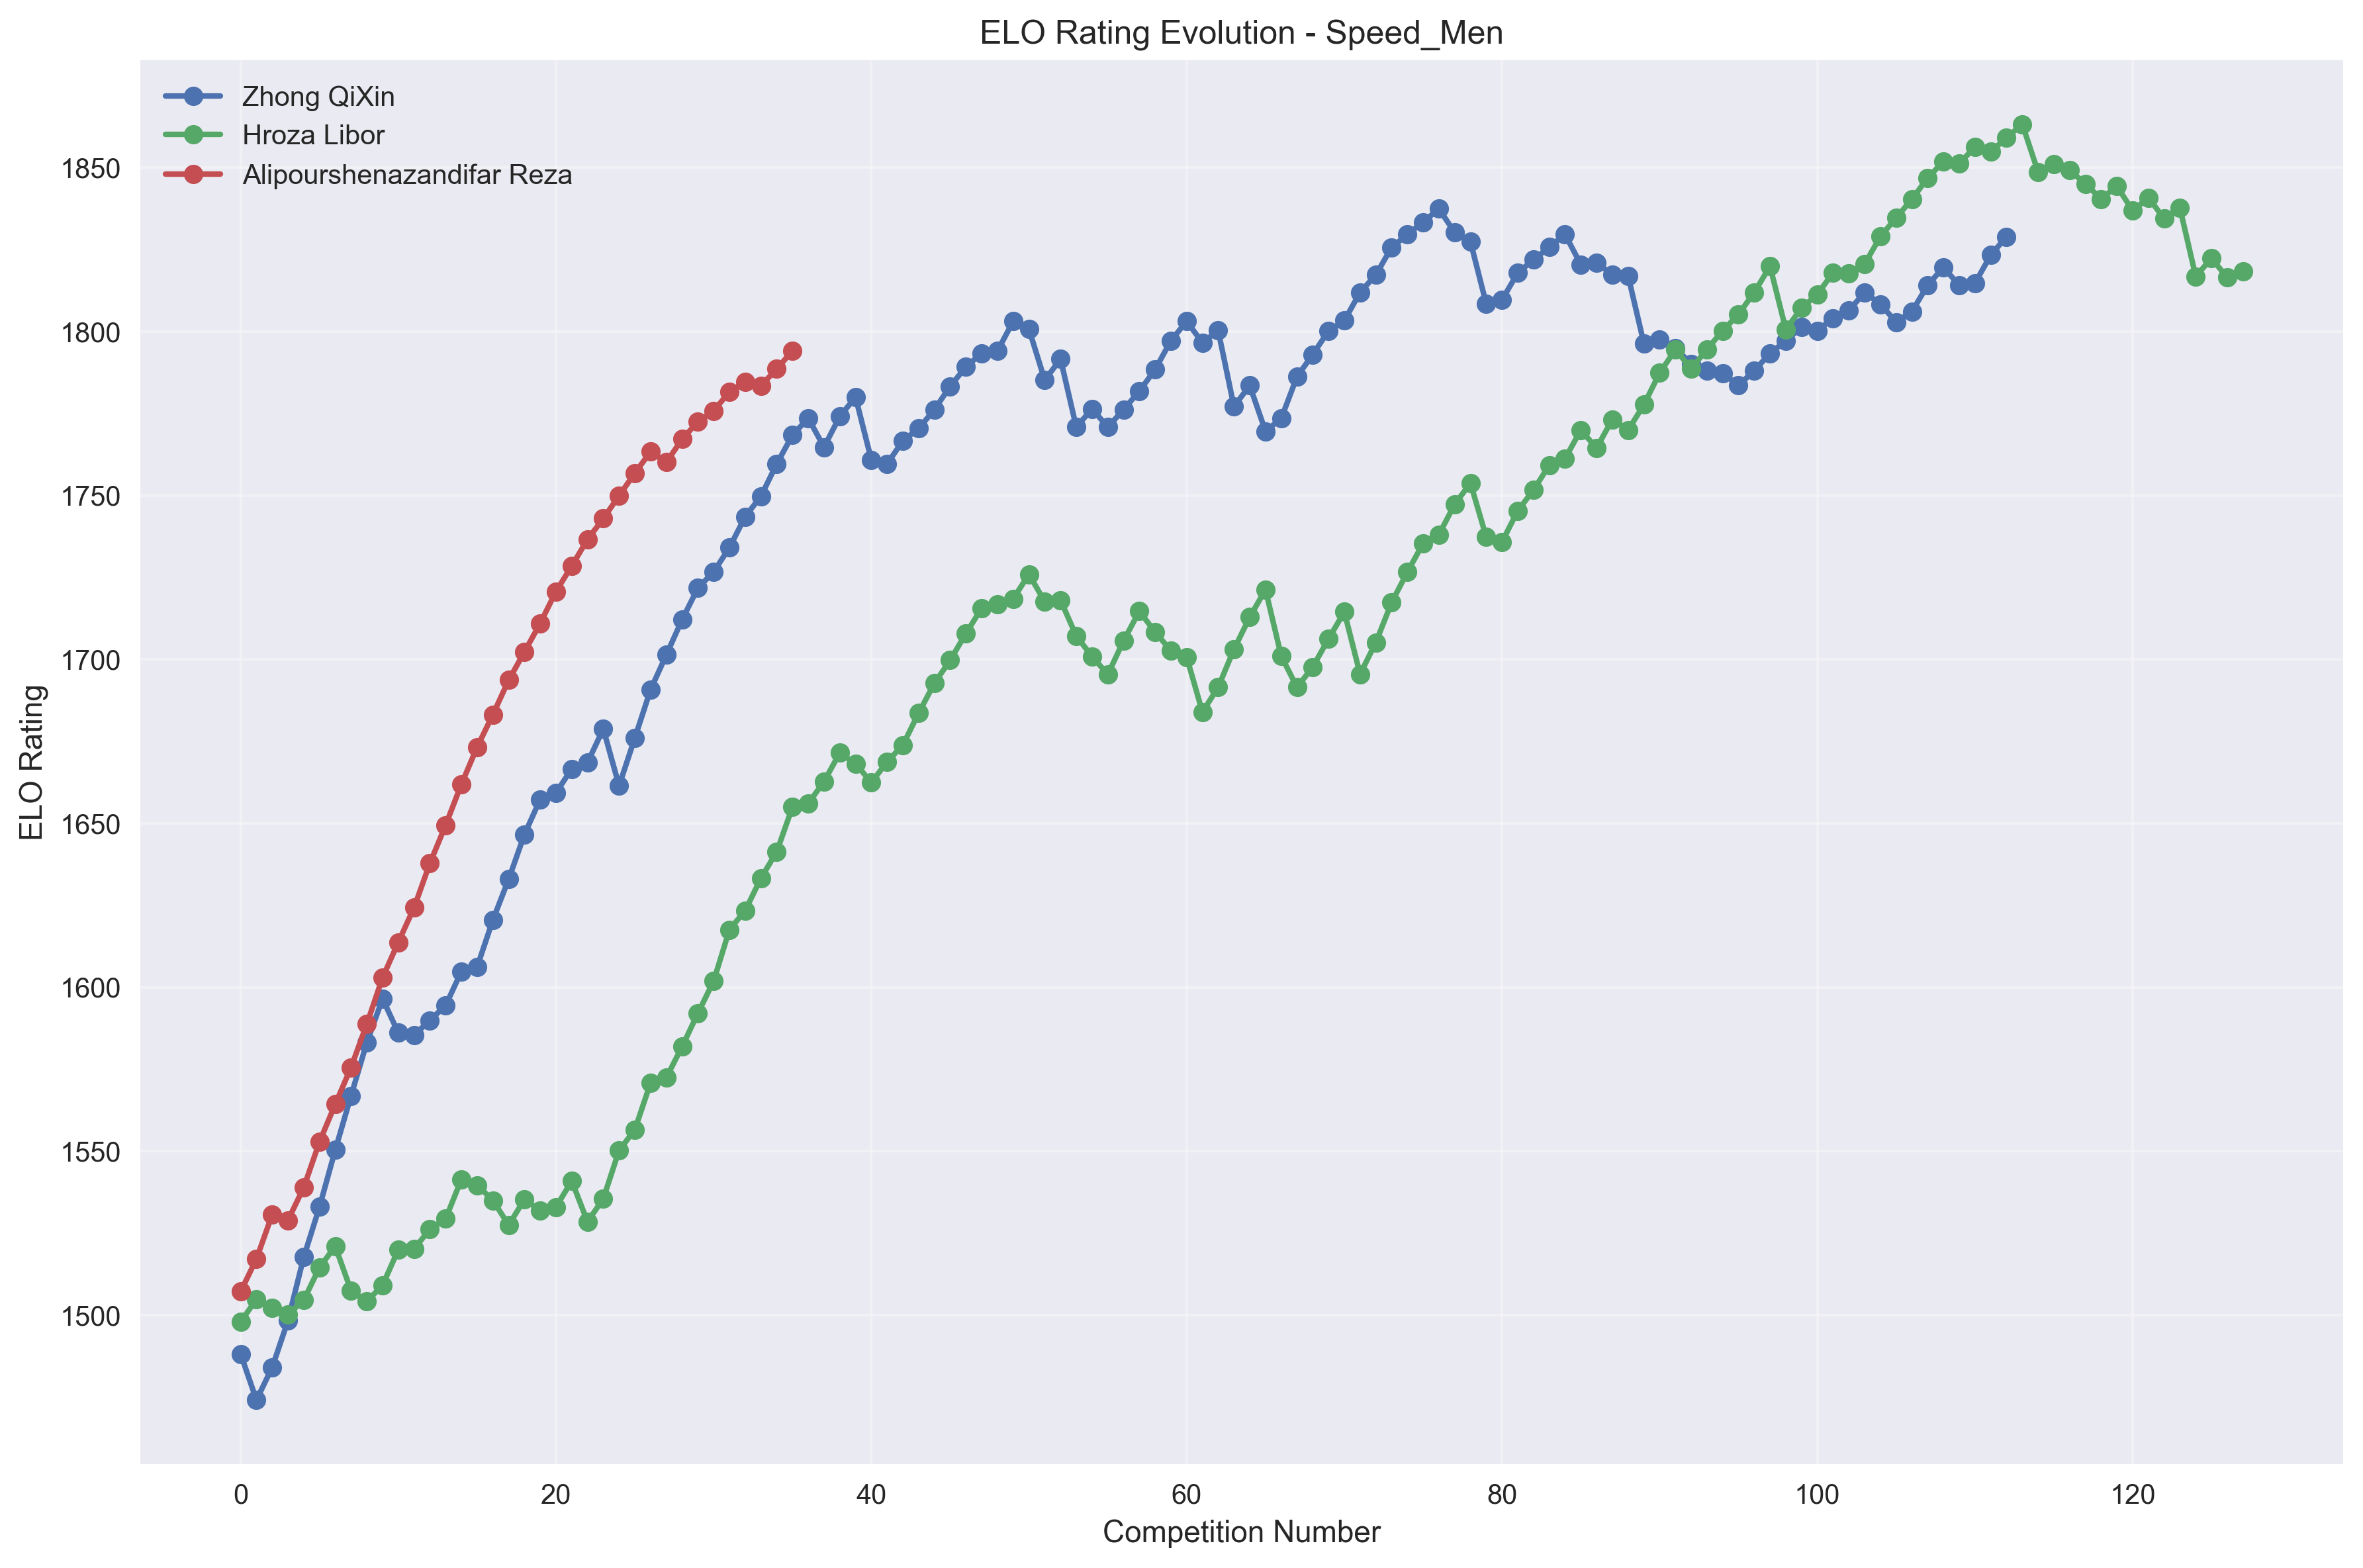 ELO Rating Evolution - Speed_Men
Zhong QiXin
Hroza Libor
Alipourshenazandifar Reza
ELO Rating
1850
1800
1750
1700
1650
1600
1550
1500
0 20 40 60 80 100 120
Competition Number